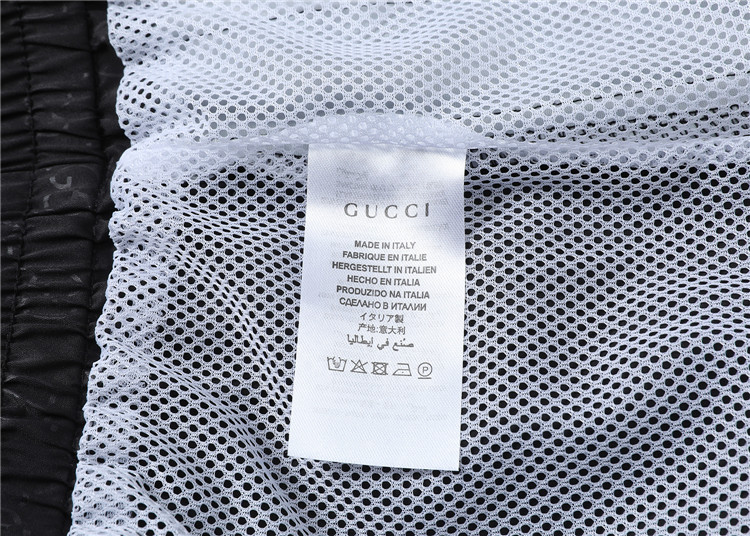 GUCCI
MADE IN ITALY
FABRIQUE EN ITALIE
HERGESTELLT IN ITALIEN
HECHO EN ITALIA
PRODUZIDO NA ITALIA
СДЕЛАНО В ИТАЛИИ
イタリア製
产地:意大利
صنع في إيطاليا